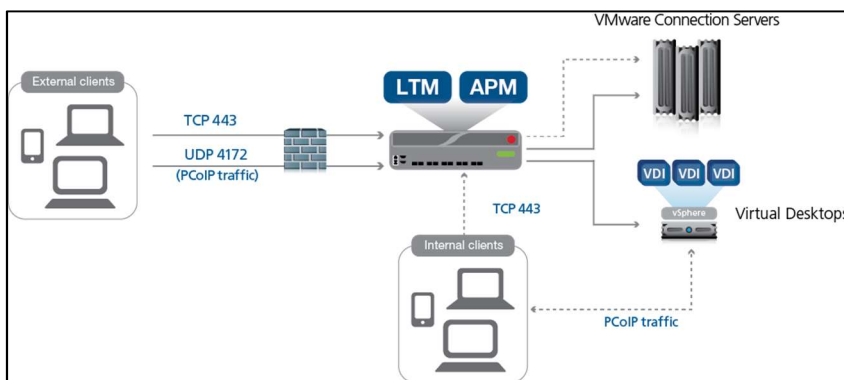 VMware Connection Servers
External clients
LTM
APM
TCP 443
UDP 4172
(PCoIP traffic)
VDI
VDI
VDI
vSphere
Virtual Desktops
TCP 443
Internal clients
PCoIP traffic